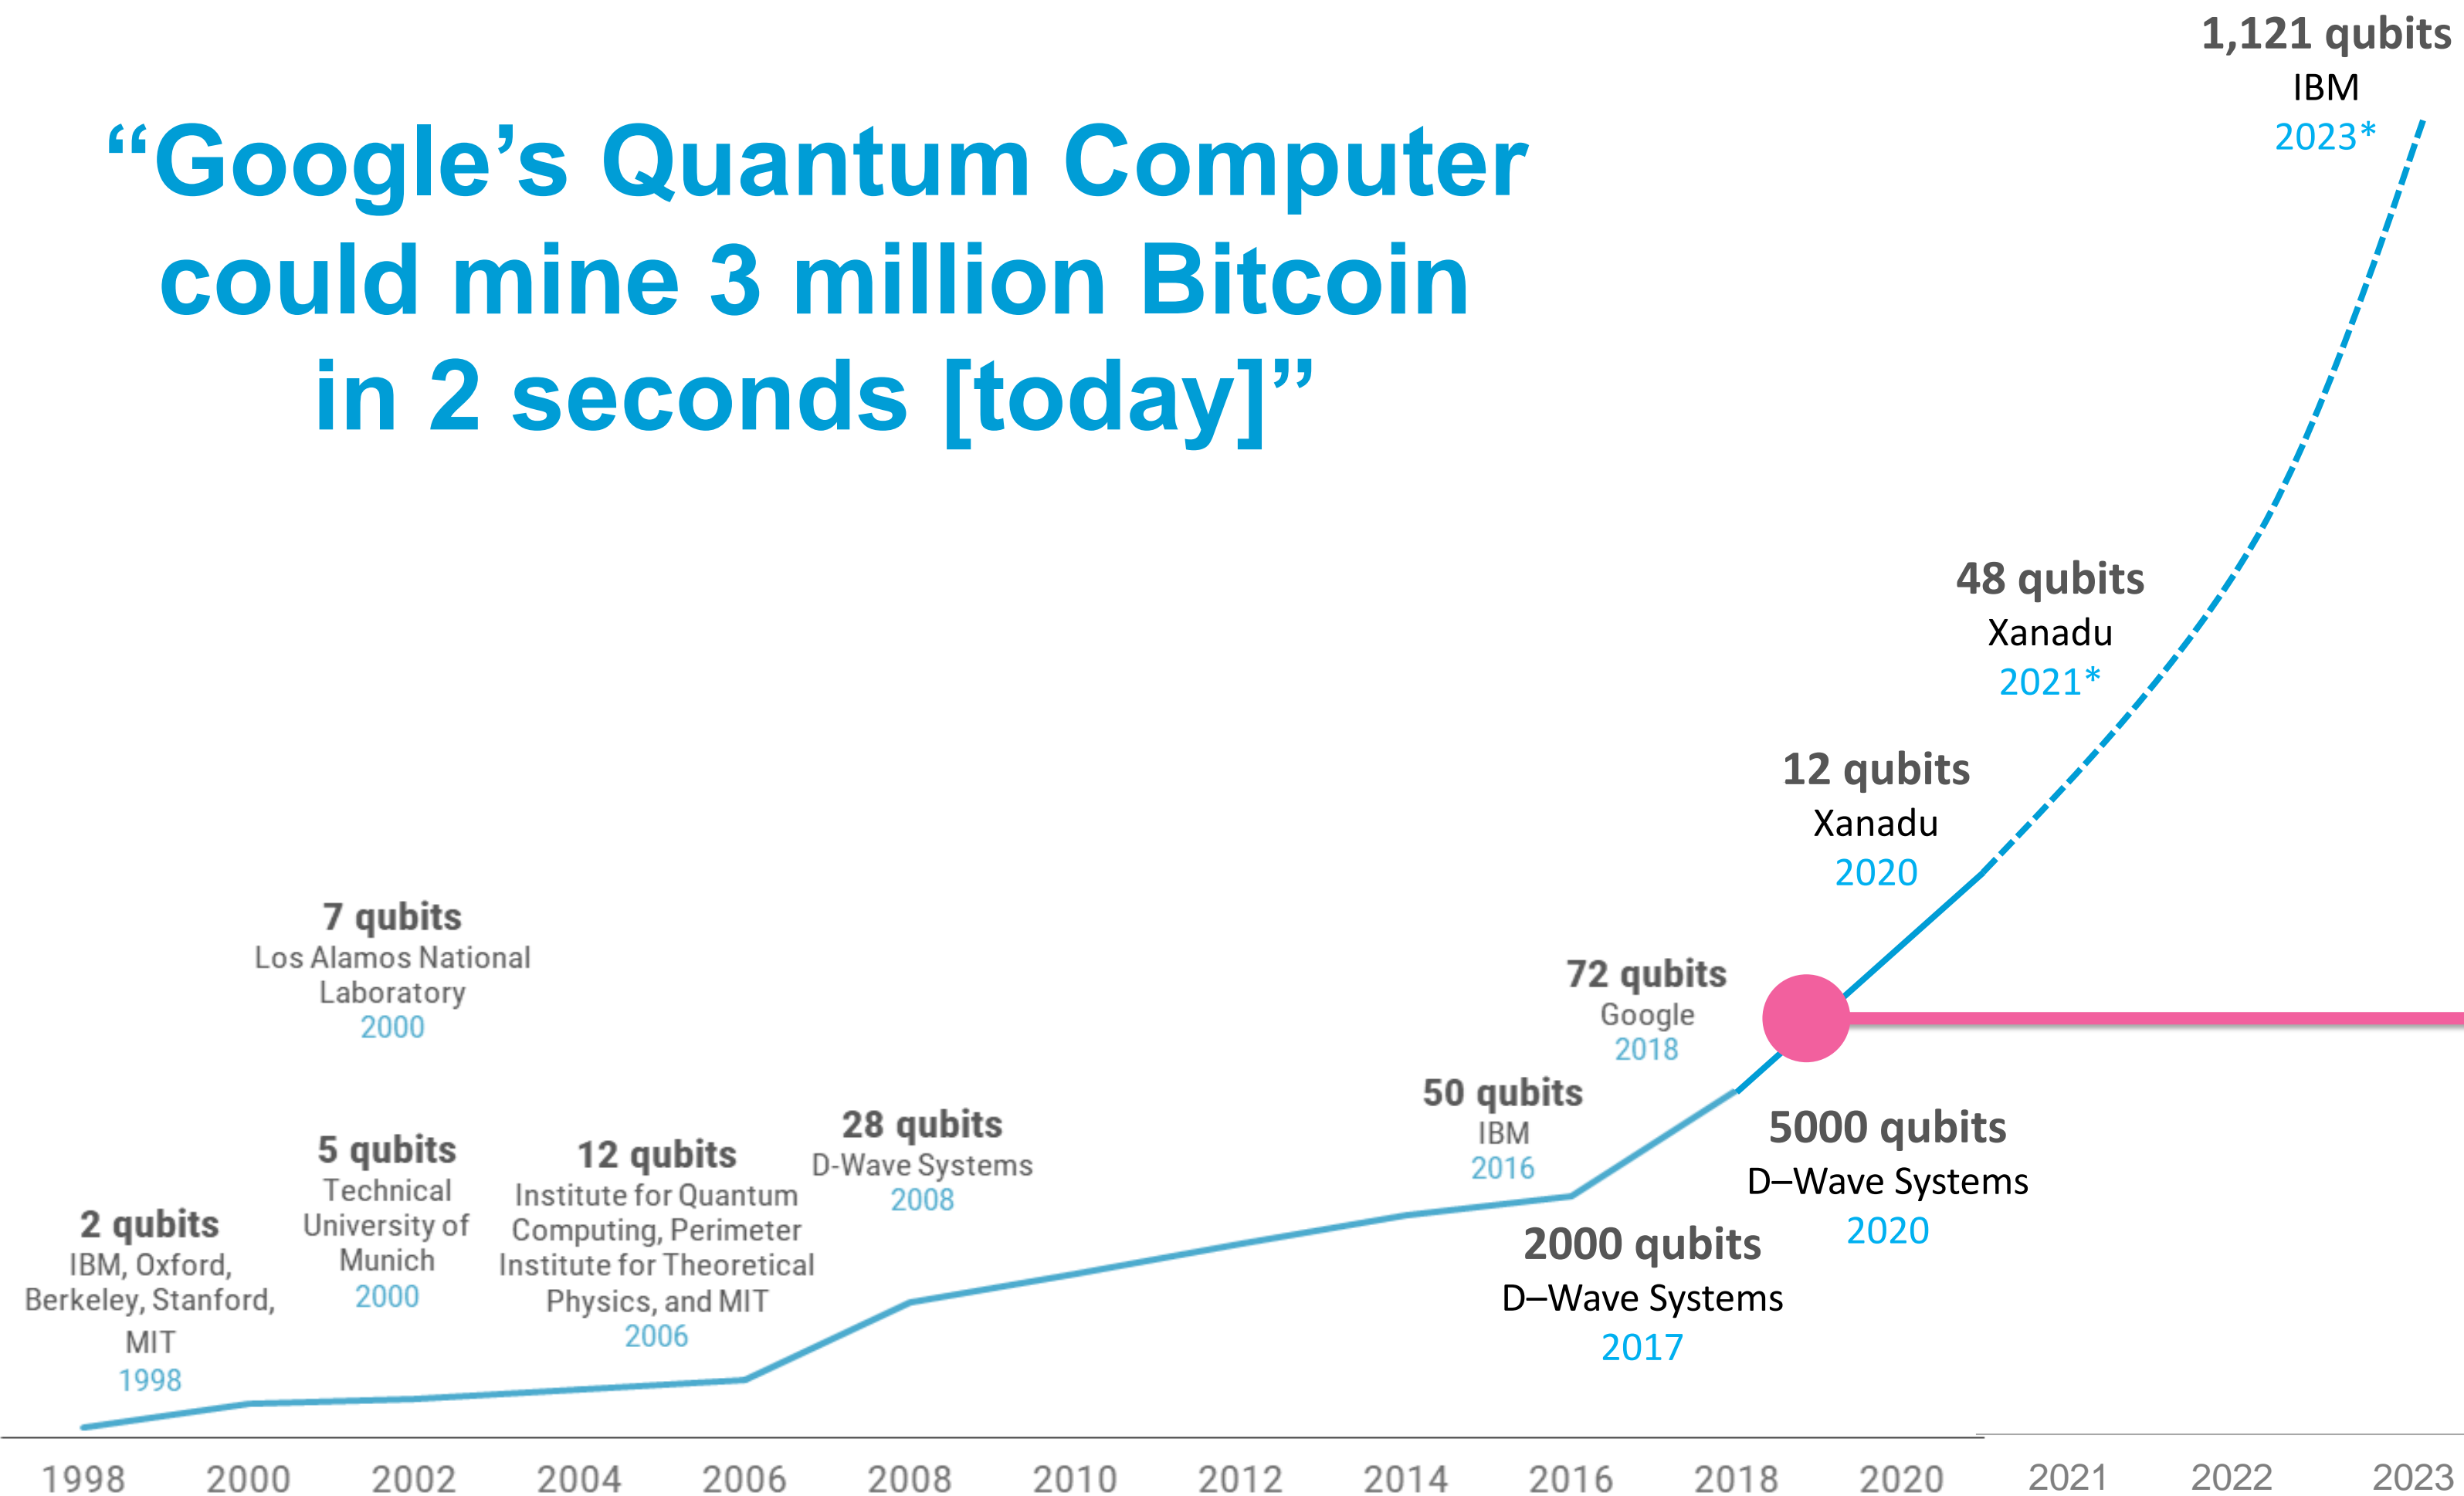 1,121 qubits
IBM
2023*
“Google’s Quantum Computer
could mine 3 million Bitcoin
in 2 seconds [today]”
48 qubits
Xanadu
2021*
12 qubits
Xanadu
2020
7 qubits
Los Alamos National
Laboratory
2000
72 qubits
Google
2018
50 qubits
IBM
2016
5000 qubits
D–Wave Systems
2020
28 qubits
D-Wave Systems
2008
5 qubits
Technical
University of
Munich
2000
12 qubits
Institute for Quantum
Computing, Perimeter
Institute for Theoretical
Physics, and MIT
2006
2 qubits
IBM, Oxford,
Berkeley, Stanford,
MIT
1998
2000 qubits
D–Wave Systems
2017
1998 2000 2002 2004 2006 2008 2010 2012 2014 2016 2018 2020 2021 2022 2023